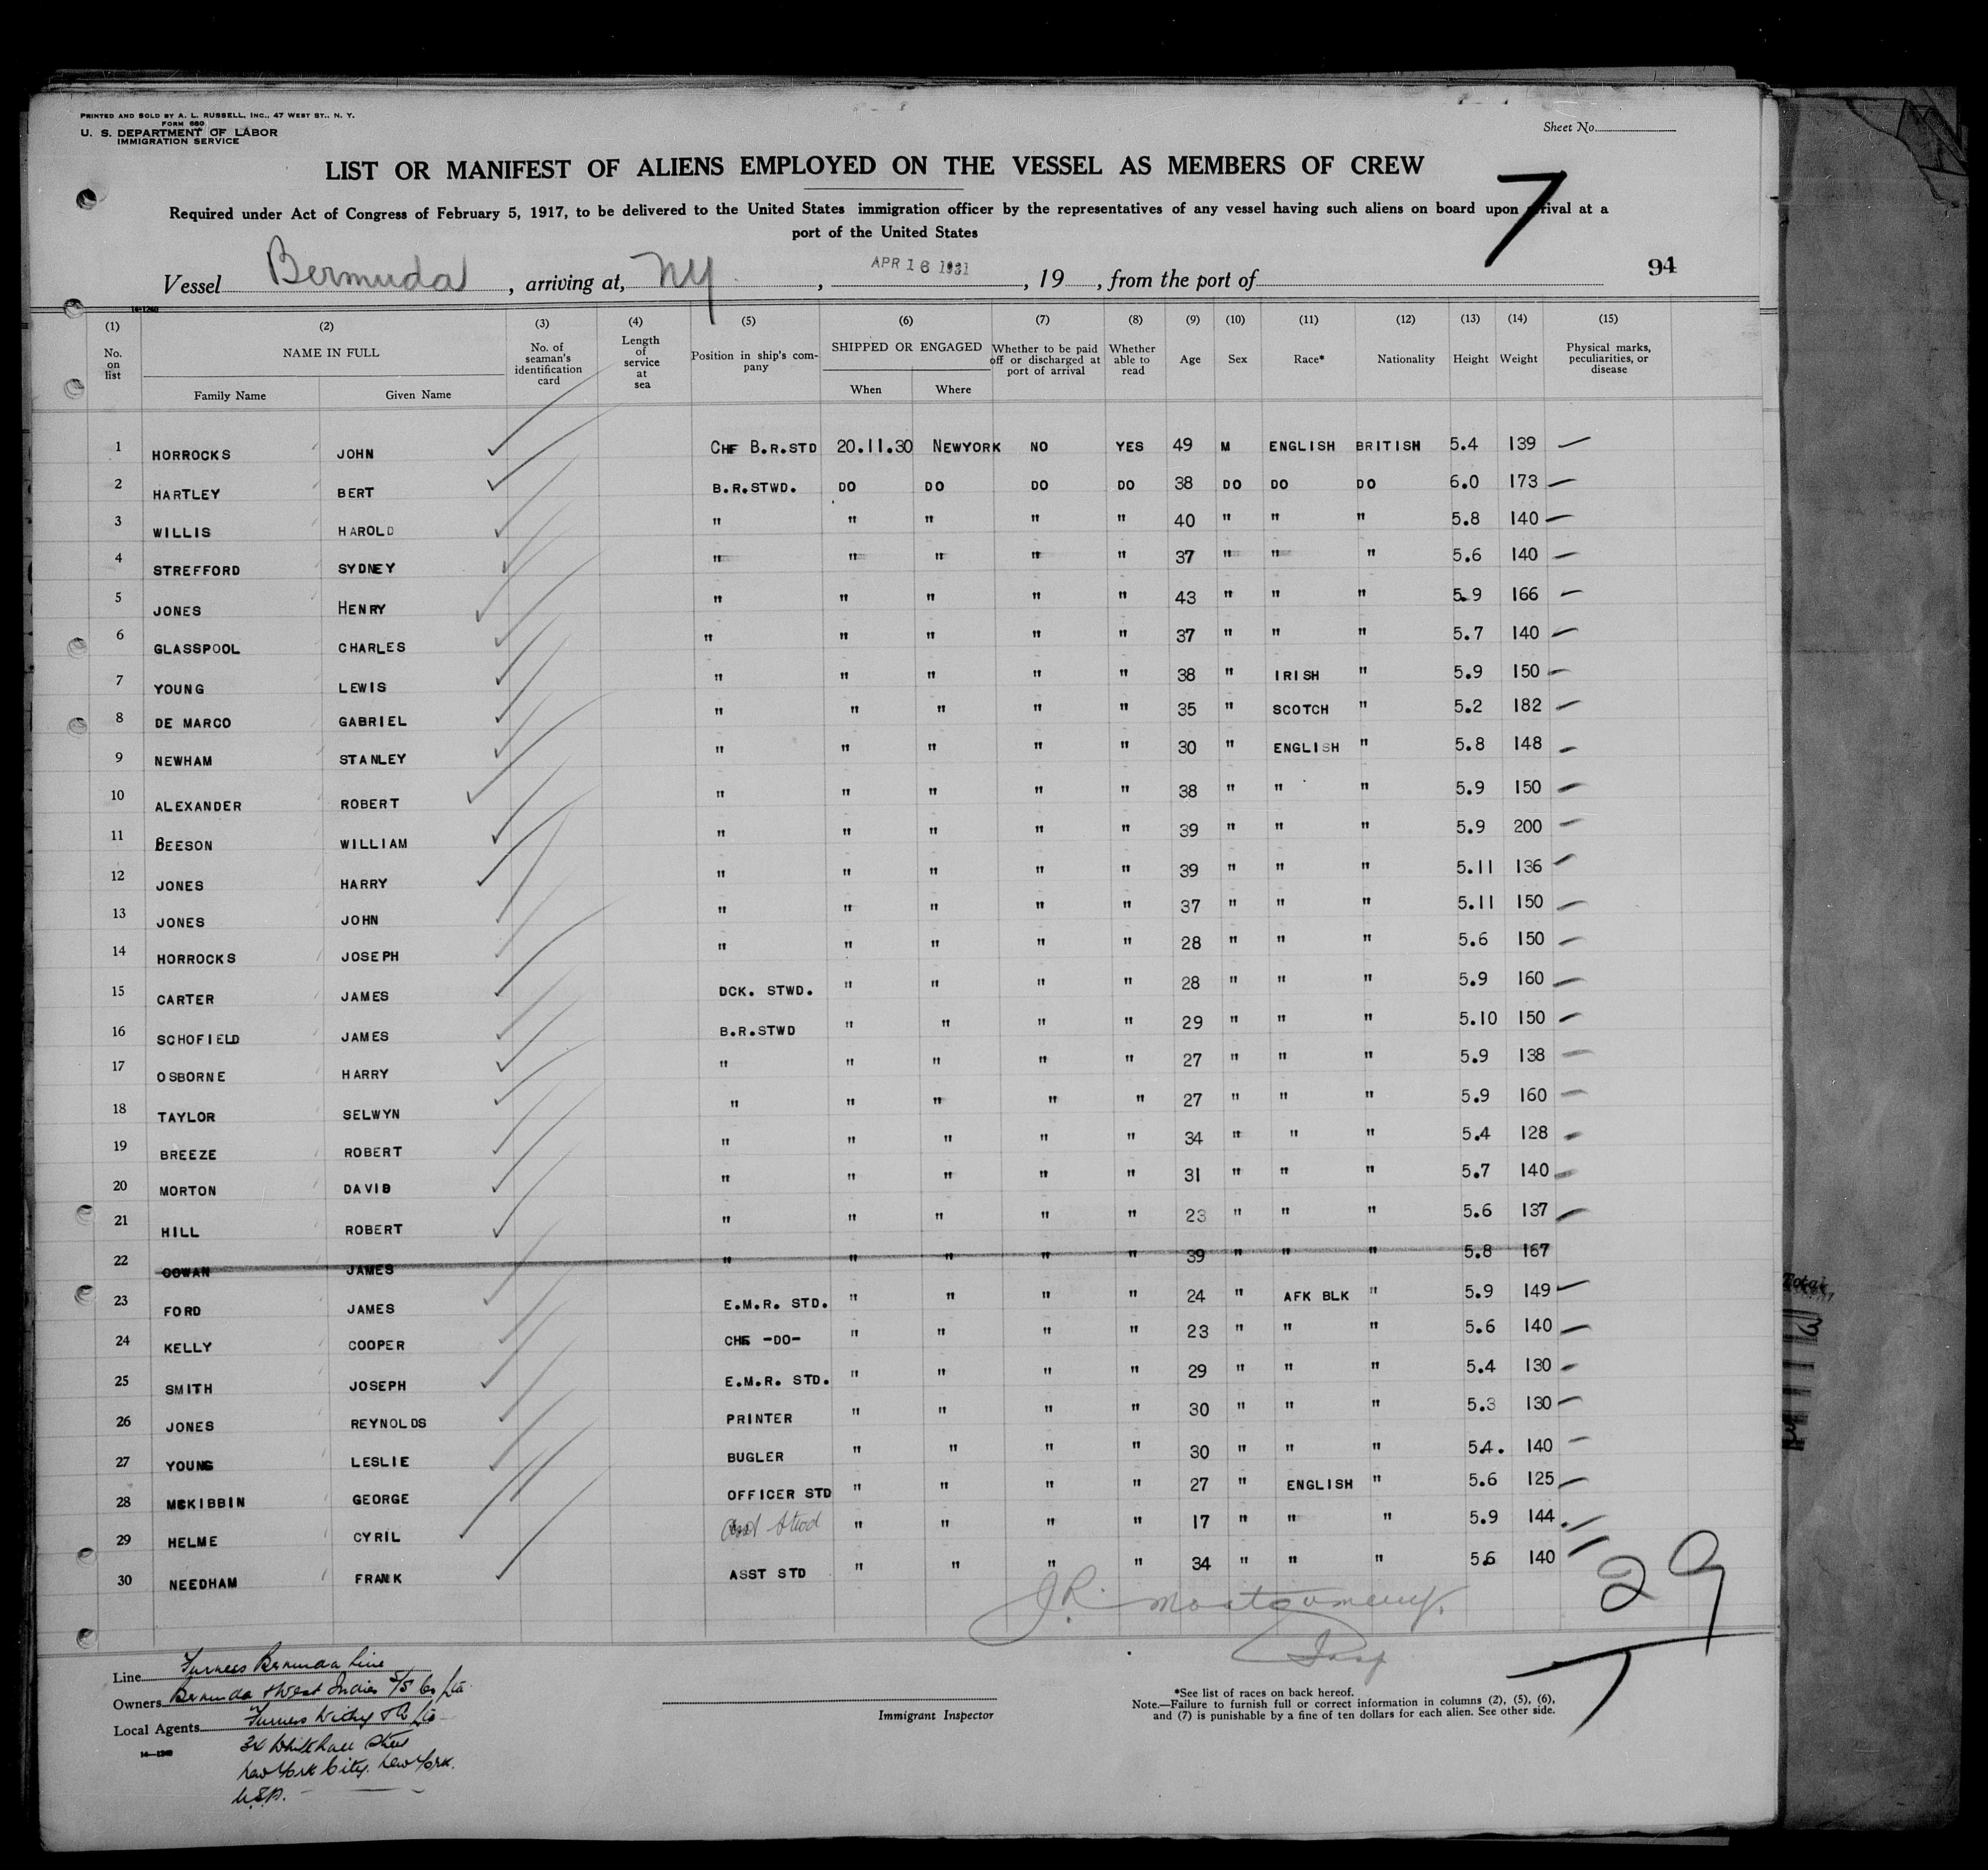 PRINTED AND SOLD BY A. L. RUSSELL, INC., 47 WEST ST., N. Y.
FORM 680
U. S. DEPARTMENT OF LABOR
IMMIGRATION SERVICE
Sheet No.
LIST OR MANIFEST OF ALIENS EMPLOYED ON THE VESSEL AS MEMBERS OF CREW
7
Required under Act of Congress of February 5, 1917, to be delivered to the United States immigration officer by the representatives of any vessel having such aliens on board upon arrival at a
port of the United States
Vessel Bermuda, arriving at, NY, APR 16 1931, 19 , from the port of
94
14-1240
(1) (2) (3) (4) (5) (6) (7) (8) (9) (10) (11) (12) (13) (14) (15)
No. on list NAME IN FULL Family Name Given Name No. of seaman's identification card Length of service at sea Position in ship's company SHIPPED OR ENGAGED When Where Whether to be paid off or discharged at port of arrival Whether able to read Age Sex Race* Nationality Height Weight Physical marks, peculiarities, or disease
1 HORROCKS JOHN CHF B.R.STD 20.11.30 NEWYORK NO YES 49 M ENGLISH BRITISH 5.4 139
2 HARTLEY BERT B.R.STWD. DO DO DO DO 38 DO DO DO 6.0 173
3 WILLIS HAROLD " " " " " 40 " " " 5.8 140
4 STREFFORD SYDNEY " " " " " 37 " " " 5.6 140
5 JONES HENRY " " " " " 43 " " " 5.9 166
6 GLASSPOOL CHARLES " " " " " 37 " " " 5.7 140
7 YOUNG LEWIS " " " " " 38 " IRISH " 5.9 150
8 DE MARCO GABRIEL " " " " " 35 " SCOTCH " 5.2 182
9 NEWHAM STANLEY " " " " " 30 " ENGLISH " 5.8 148
10 ALEXANDER ROBERT " " " " " 38 " " " 5.9 150
11 BEESON WILLIAM " " " " " 39 " " " 5.9 200
12 JONES HARRY " " " " " 39 " " " 5.11 136
13 JONES JOHN " " " " " 37 " " " 5.11 150
14 HORROCKS JOSEPH " " " " " 28 " " " 5.6 150
15 CARTER JAMES DCK. STWD. " " " " 28 " " " 5.9 160
16 SCHOFIELD JAMES B.R.STWD " " " " 29 " " " 5.10 150
17 OSBORNE HARRY " " " " " 27 " " " 5.9 138
18 TAYLOR SELWYN " " " " " 27 " " " 5.9 160
19 BREEZE ROBERT " " " " " 34 " " " 5.4 128
20 MORTON DAVID " " " " " 31 " " " 5.7 140
21 HILL ROBERT " " " " " 23 " " " 5.6 137
22 COWAN JAMES " " " " " 39 " " " 5.8 167
23 FORD JAMES E.M.R. STD. " " " " 24 " AFK BLK " 5.9 149
24 KELLY COOPER CHF -DO- " " " " 23 " " " 5.6 140
25 SMITH JOSEPH E.M.R. STD. " " " " 29 " " " 5.4 130
26 JONES REYNOLDS PRINTER " " " " 30 " " " 5.3 130
27 YOUNG LESLIE BUGLER " " " " 30 " " " 5.4. 140
28 MCKIBBIN GEORGE OFFICER STD " " " " 27 " ENGLISH " 5.6 125
29 HELME CYRIL Asst Stwd " " " " 17 " " " 5.9 144
30 NEEDHAM FRANK ASST STD " " " " 34 " " " 5.6 140
J.R. Montgomery.
Insp
29
Line Furness Bermuda Line
Owners Bermuda & West Indies S/S Co Ltd
Local Agents Furness Withy & Co Ltd
34 Whitehall Street
New York City. New York.
U.S.A.
14-1240
Immigrant Inspector
*See list of races on back hereof.
Note.—Failure to furnish full or correct information in columns (2), (5), (6),
and (7) is punishable by a fine of ten dollars for each alien. See other side.
Total